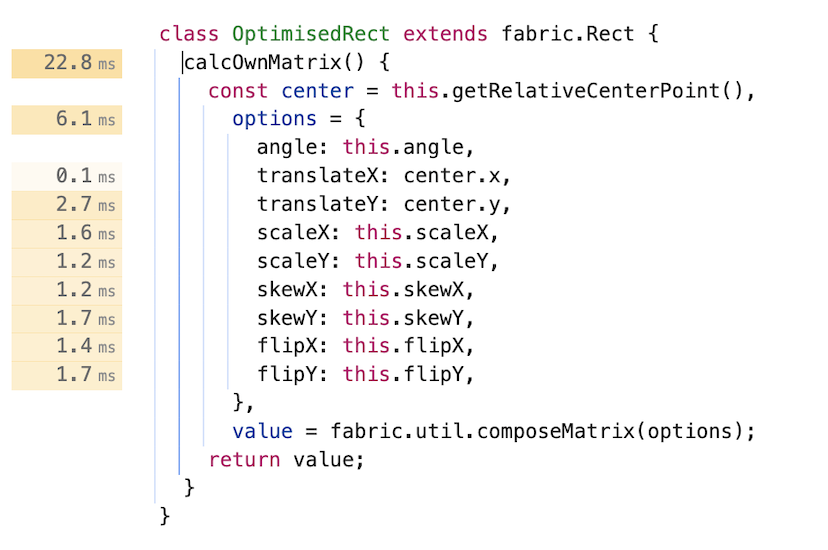 class OptimisedRect extends fabric.Rect {
22.8 ms calcOwnMatrix() {
const center = this.getRelativeCenterPoint(),
6.1 ms options = {
angle: this.angle,
0.1 ms translateX: center.x,
2.7 ms translateY: center.y,
1.6 ms scaleX: this.scaleX,
1.2 ms scaleY: this.scaleY,
1.2 ms skewX: this.skewX,
1.7 ms skewY: this.skewY,
1.4 ms flipX: this.flipX,
1.7 ms flipY: this.flipY,
},
value = fabric.util.composeMatrix(options);
return value;
}
}